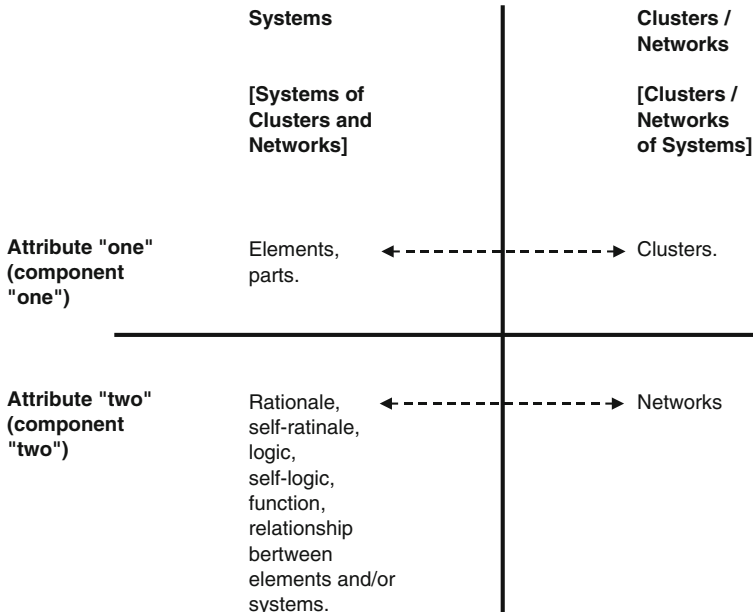 Systems
Clusters /
Networks
[Systems of
Clusters and
Networks]
[Clusters /
Networks
of Systems]
Attribute "one"
(component
"one")
Elements,
parts.
Clusters.
Attribute "two"
(component
"two")
Rationale,
self-ratinale,
logic,
self-logic,
function,
relationship
bertween
elements and/or
systems.
Networks